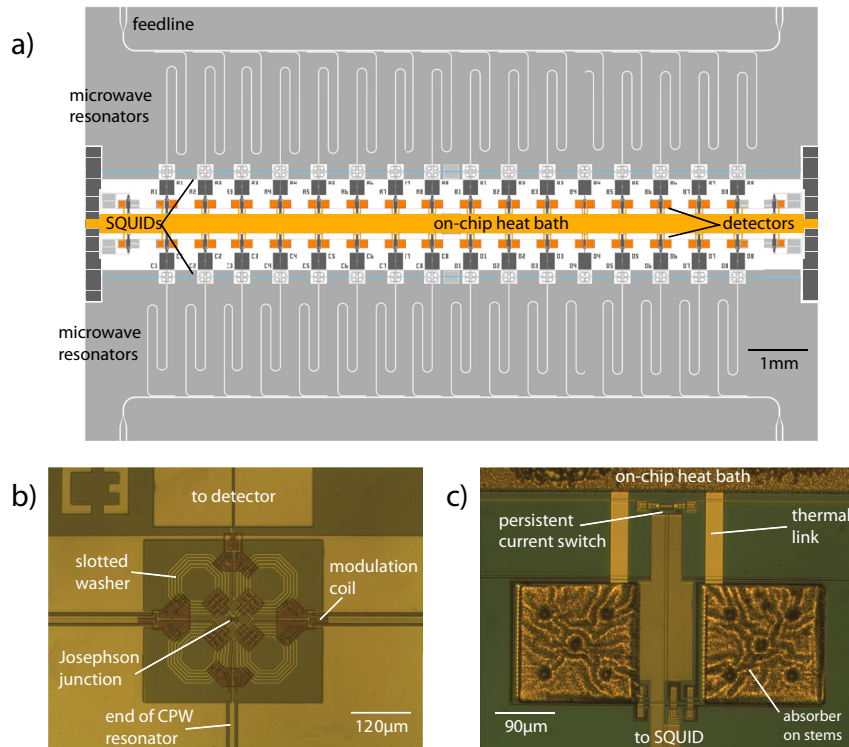 a)
feedline
microwave
resonators
SQUIDs
on-chip heat bath
detectors
microwave
resonators
1mm
b)
to detector
slotted
washer
modulation
coil
Josephson
junction
end of CPW
resonator
120µm
c)
on-chip heat bath
persistent
current switch
thermal
link
90µm
absorber
on stems
to SQUID